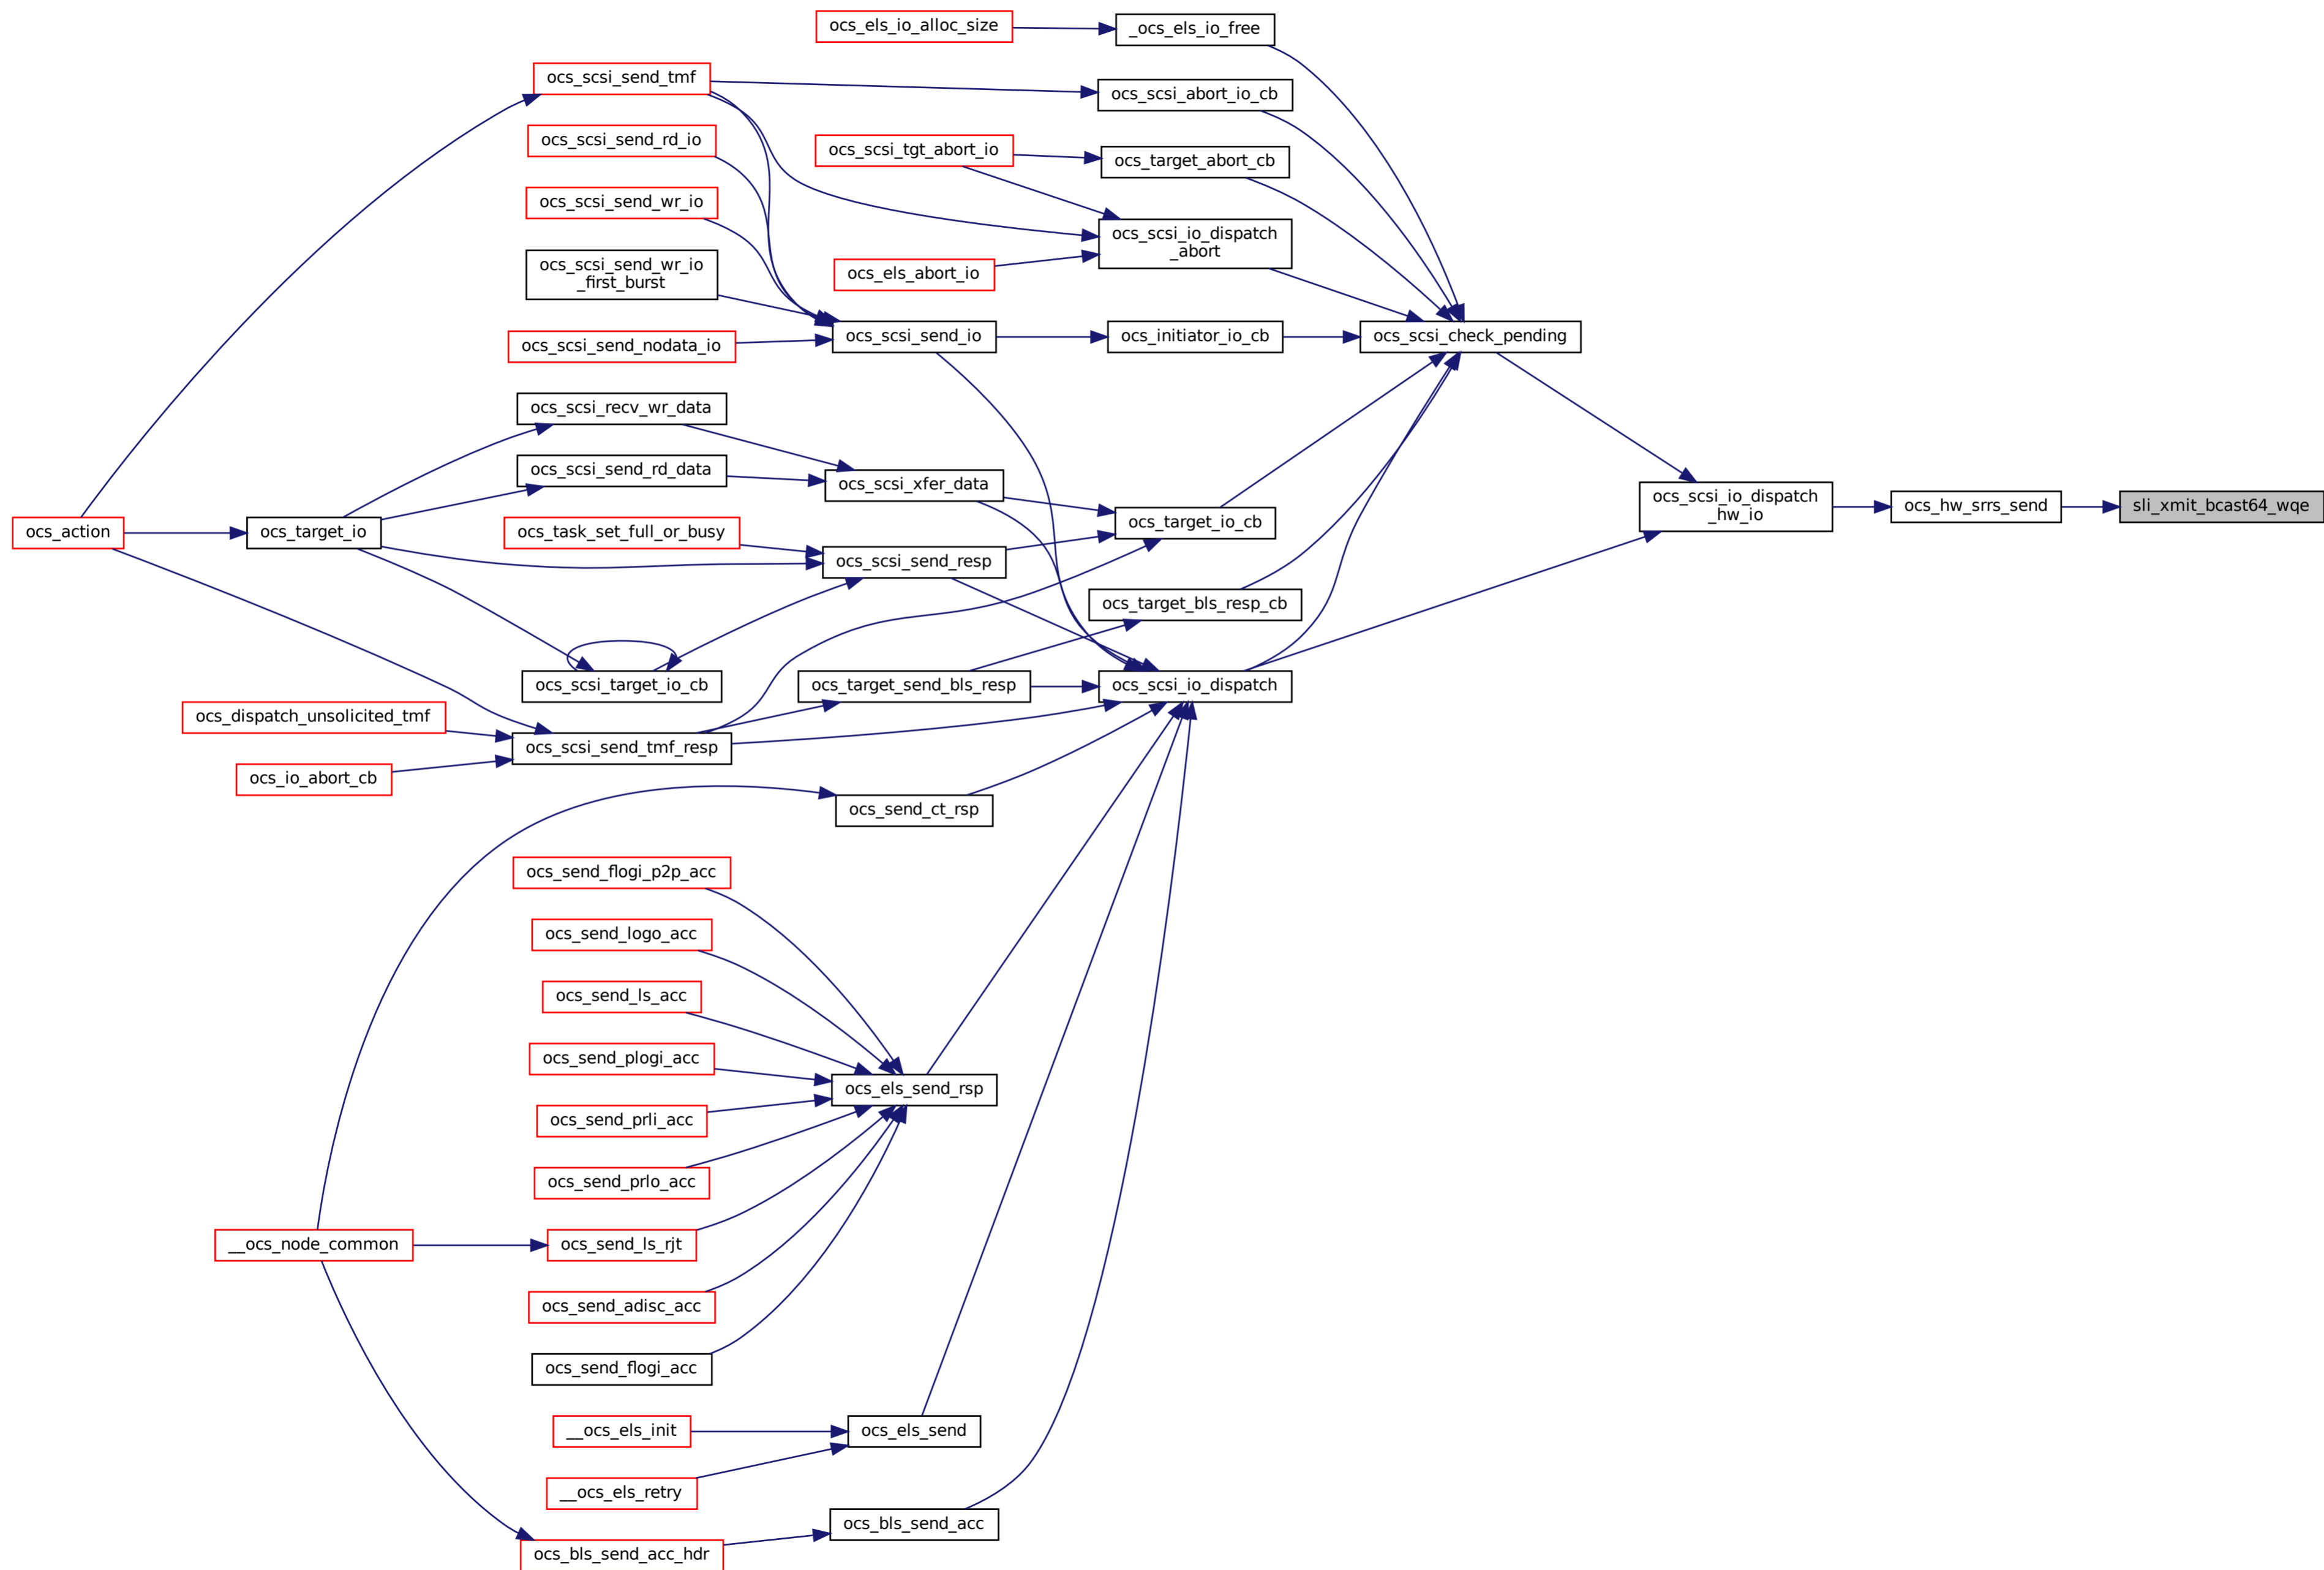 ocs_els_io_alloc_size
_ocs_els_io_free
ocs_scsi_send_tmf
ocs_scsi_abort_io_cb
ocs_scsi_send_rd_io
ocs_scsi_tgt_abort_io
ocs_target_abort_cb
ocs_scsi_send_wr_io
ocs_scsi_io_dispatch
_abort
ocs_scsi_send_wr_io
_first_burst
ocs_els_abort_io
ocs_scsi_send_nodata_io
ocs_scsi_send_io
ocs_initiator_io_cb
ocs_scsi_check_pending
ocs_scsi_recv_wr_data
ocs_scsi_send_rd_data
ocs_scsi_xfer_data
ocs_scsi_io_dispatch
_hw_io
ocs_hw_srrs_send
sli_xmit_bcast64_wqe
ocs_action
ocs_target_io
ocs_task_set_full_or_busy
ocs_target_io_cb
ocs_scsi_send_resp
ocs_target_bls_resp_cb
ocs_scsi_target_io_cb
ocs_target_send_bls_resp
ocs_scsi_io_dispatch
ocs_dispatch_unsolicited_tmf
ocs_scsi_send_tmf_resp
ocs_io_abort_cb
ocs_send_ct_rsp
ocs_send_flogi_p2p_acc
ocs_send_logo_acc
ocs_send_ls_acc
ocs_send_plogi_acc
ocs_els_send_rsp
ocs_send_prli_acc
ocs_send_prlo_acc
__ocs_node_common
ocs_send_ls_rjt
ocs_send_adisc_acc
ocs_send_flogi_acc
__ocs_els_init
ocs_els_send
__ocs_els_retry
ocs_bls_send_acc
ocs_bls_send_acc_hdr